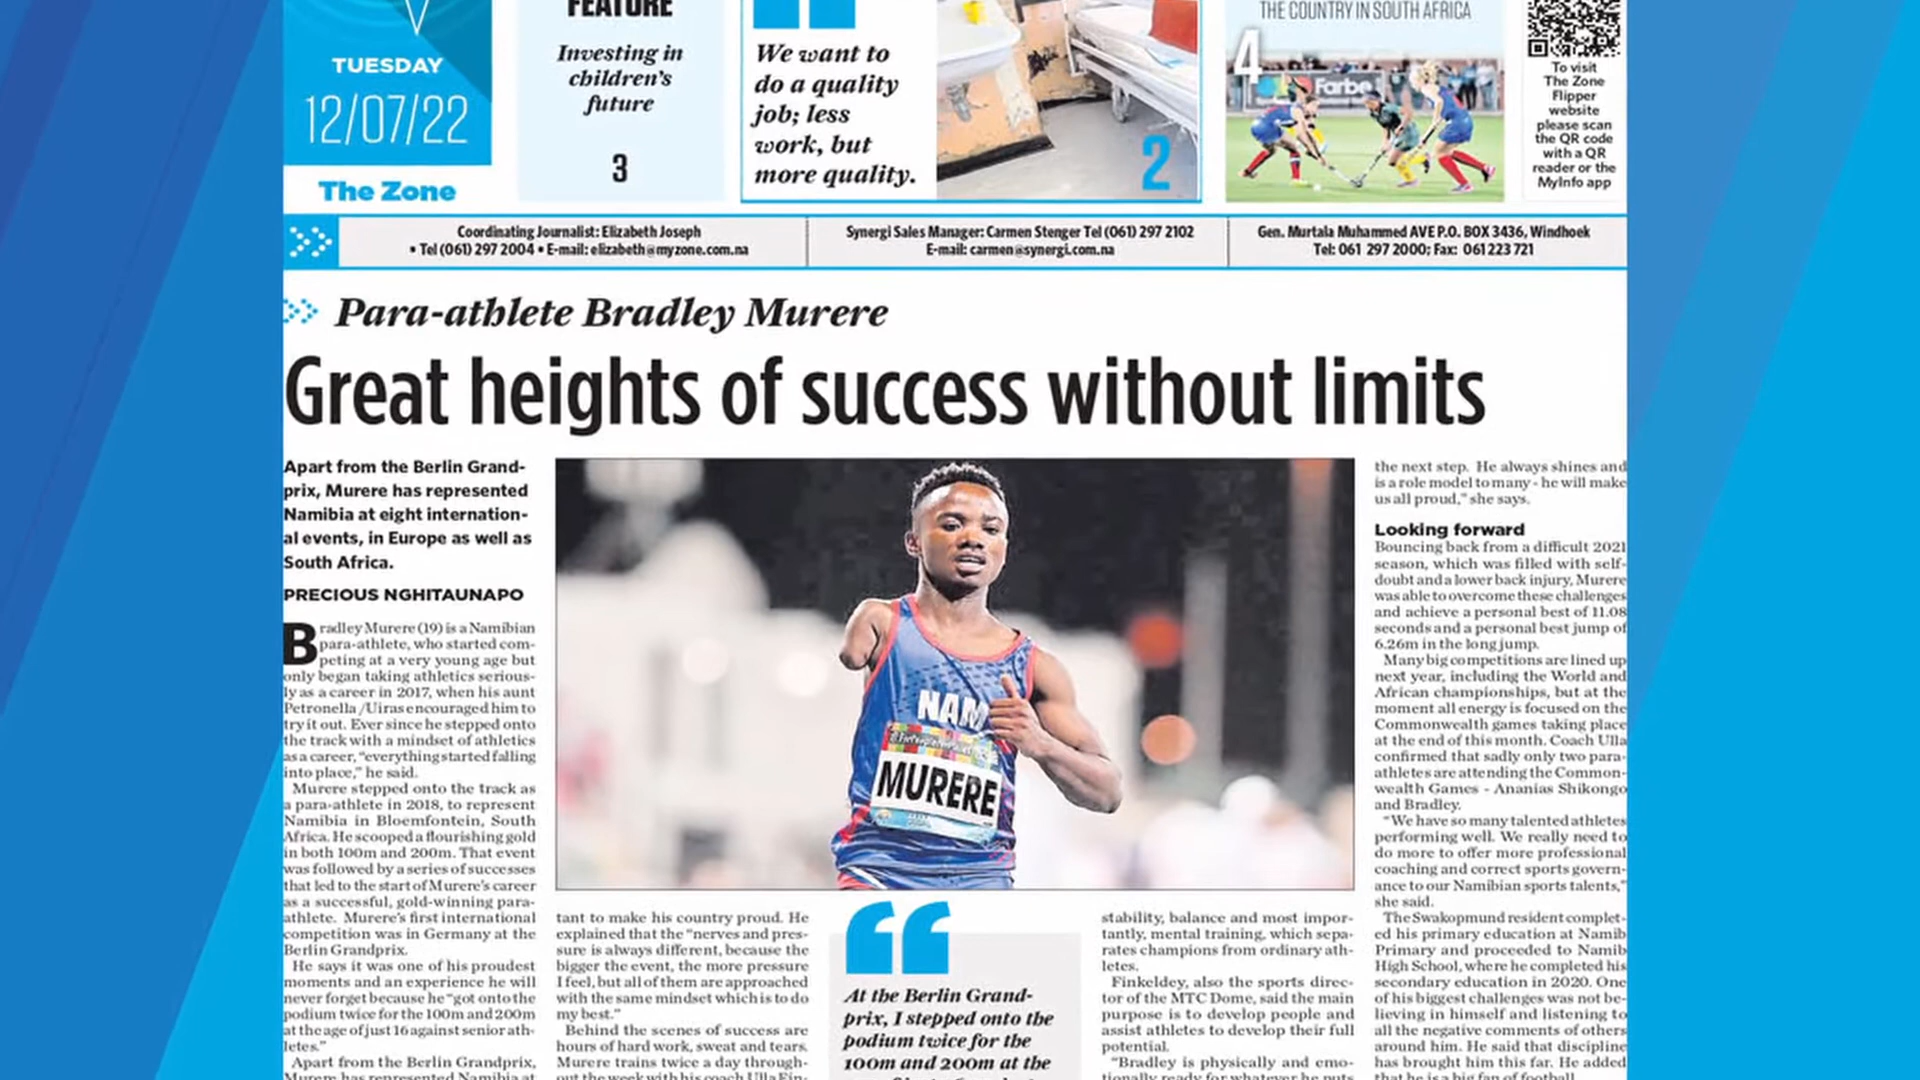 FEATURE
Investing in
children's
future
3
We want to
do a quality
job; less
work, but
more quality.
2
THE COUNTRY IN SOUTH AFRICA
4
Farbe
To visit
The Zone
Flipper
website
please scan
the QR code
with a QR
reader or the
MyInfo app
TUESDAY
12/07/22
The Zone
Coordinating Journalist: Elizabeth Joseph
• Tel (061) 297 2004 • E-mail: elizabeth@myzone.com.na
Synergi Sales Manager: Carmen Stenger Tel (061) 297 2102
E-mail: carmen@synergi.com.na
Gen. Murtala Muhammed AVE P.O. BOX 3436, Windhoek
Tel: 061 297 2000; Fax: 061 223 721
Para-athlete Bradley Murere
Great heights of success without limits
Apart from the Berlin Grand-
prix, Murere has represented
Namibia at eight internation-
al events, in Europe as well as
South Africa.
PRECIOUS NGHITAUNAPO
Bradley Murere (19) is a Namibian
para-athlete, who started com-
peting at a very young age but
only began taking athletics serious-
ly as a career in 2017, when his aunt
Petronella /Uiras encouraged him to
try it out. Ever since he stepped onto
the track with a mindset of athletics
as a career, "everything started falling
into place," he said.
Murere stepped onto the track as
a para-athlete in 2018, to represent
Namibia in Bloemfontein, South
Africa. He scooped a flourishing gold
in both 100m and 200m. That event
was followed by a series of successes
that led to the start of Murere's career
as a successful, gold-winning para-
athlete. Murere's first international
competition was in Germany at the
Berlin Grandprix.
He says it was one of his proudest
moments and an experience he will
never forget because he "got onto the
podium twice for the 100m and 200m
at the age of just 16 against senior ath-
letes."
Apart from the Berlin Grandprix,
Murere has represented Namibia at
NAM
MURERE
tant to make his country proud. He
explained that the "nerves and pres-
sure is always different, because the
bigger the event, the more pressure
I feel, but all of them are approached
with the same mindset which is to do
my best."
Behind the scenes of success are
hours of hard work, sweat and tears.
Murere trains twice a day through-
out the week with his coach Ulla Fin-
At the Berlin Grand-
prix, I stepped onto the
podium twice for the
100m and 200m at the
stability, balance and most impor-
tantly, mental training, which sepa-
rates champions from ordinary ath-
letes.
Finkeldey, also the sports direc-
tor of the MTC Dome, said the main
purpose is to develop people and
assist athletes to develop their full
potential.
"Bradley is physically and emo-
tionally ready for whatever he puts
the next step. He always shines and
is a role model to many - he will make
us all proud," she says.
Looking forward
Bouncing back from a difficult 2021
season, which was filled with self-
doubt and a lower back injury, Murere
was able to overcome these challenges
and achieve a personal best of 11.08
seconds and a personal best jump of
6.26m in the long jump.
Many big competitions are lined up
next year, including the World and
African championships, but at the
moment all energy is focused on the
Commonwealth games taking place
at the end of this month. Coach Ulla
confirmed that sadly only two para-
athletes are attending the Common-
wealth Games - Ananias Shikongo
and Bradley.
"We have so many talented athletes
performing well. We really need to
do more to offer more professional
coaching and correct sports govern-
ance to our Namibian sports talents,"
she said.
The Swakopmund resident complet-
ed his primary education at Namib
Primary and proceeded to Namib
High School, where he completed his
secondary education in 2020. One
of his biggest challenges was not be-
lieving in himself and listening to
all the negative comments of others
around him. He said that discipline
has brought him this far. He added
that he is a big fan of football.